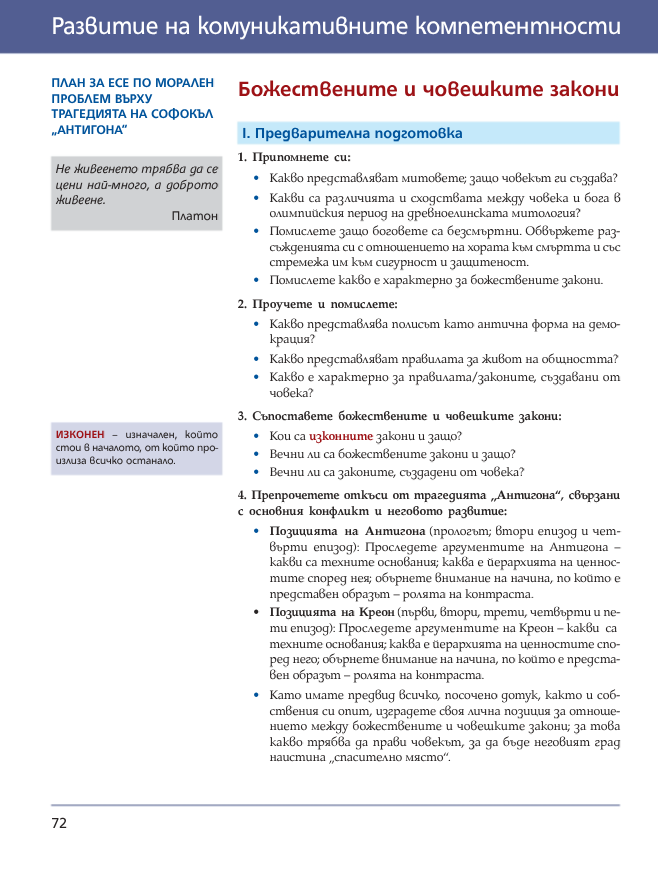 Развитие на комуникативните компетентности
ПЛАН ЗА ЕСЕ ПО МОРАЛЕН
ПРОБЛЕМ ВЪРХУ
ТРАГЕДИЯТА НА СОФОКЪЛ
„АНТИГОНА“
Не живеенето трябва да се
цени най-много, а доброто
живеене.
Платон
ИЗКОНЕН – изначален, който
стои в началото, от който про-
излиза всичко останало.
Божествените и човешките закони
I. Предварителна подготовка
1. Припомнете си:
• Какво представляват митовете; защо човекът ги създава?
• Какви са различията и сходствата между човека и бога в
олимпийския период на древноелинската митология?
• Помислете защо боговете са безсмъртни. Обвържете раз-
съжденията си с отношението на хората към смъртта и със
стремежа им към сигурност и защитеност.
• Помислете какво е характерно за божествените закони.
2. Проучете и помислете:
• Какво представлява полисът като антична форма на демо-
крация?
• Какво представляват правилата за живот на общността?
• Какво е характерно за правилата/законите, създавани от
човека?
3. Съпоставете божествените и човешките закони:
• Кои са изконните закони и защо?
• Вечни ли са божествените закони и защо?
• Вечни ли са законите, създадени от човека?
4. Препрочетете откъси от трагедията „Антигона“, свързани
с основния конфликт и неговото развитие:
• Позицията на Антигона (прологът; втори епизод и чет-
върти епизод): Проследете аргументите на Антигона –
какви са техните основания; каква е йерархията на ценнос-
тите според нея; обърнете внимание на начина, по който е
представен образът – ролята на контраста.
• Позицията на Креон (първи, втори, трети, четвърти и пе-
ти епизод): Проследете аргументите на Креон – какви са
техните основания; каква е йерархията на ценностите спо-
ред него; обърнете внимание на начина, по който е предста-
вен образът – ролята на контраста.
• Като имате предвид всичко, посочено дотук, както и соб-
ствения си опит, изградете своя лична позиция за отноше-
нието между божествените и човешките закони; за това
какво трябва да прави човекът, за да бъде неговият град
наистина „спасително място“.
72